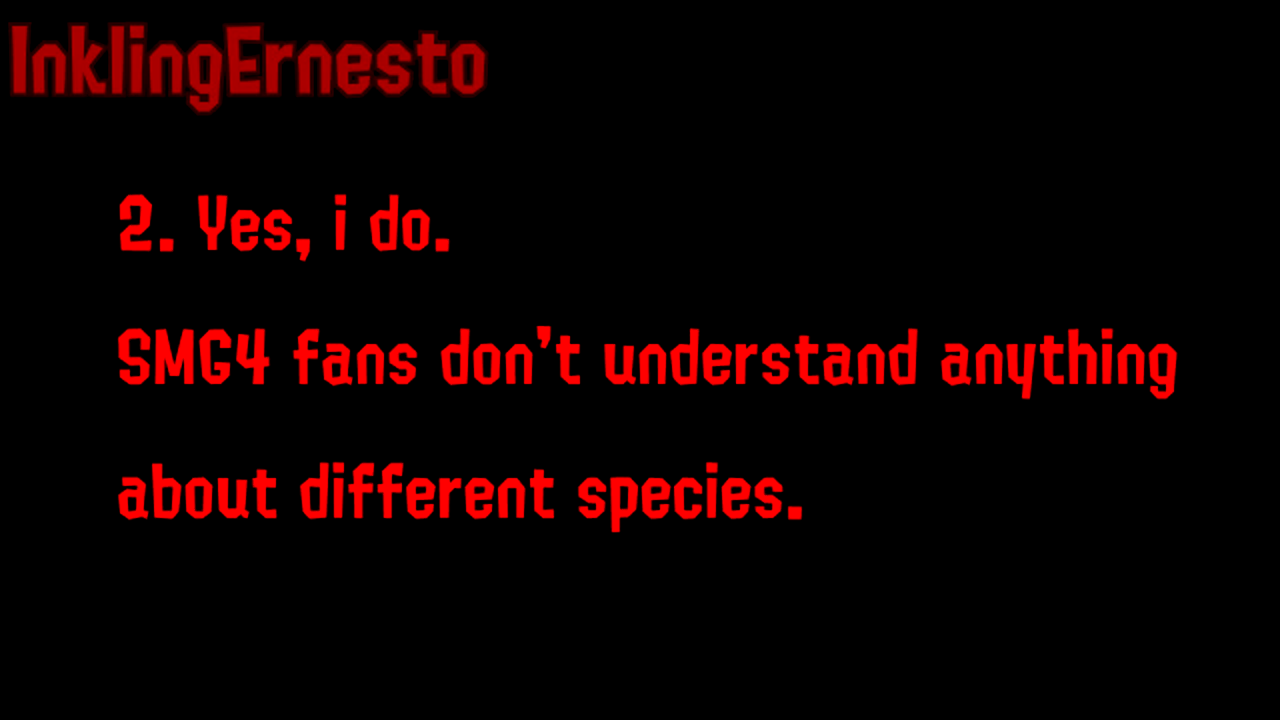 InklingErnesto
2. Yes, i do.
SMG4 fans don't understand anything
about different species.